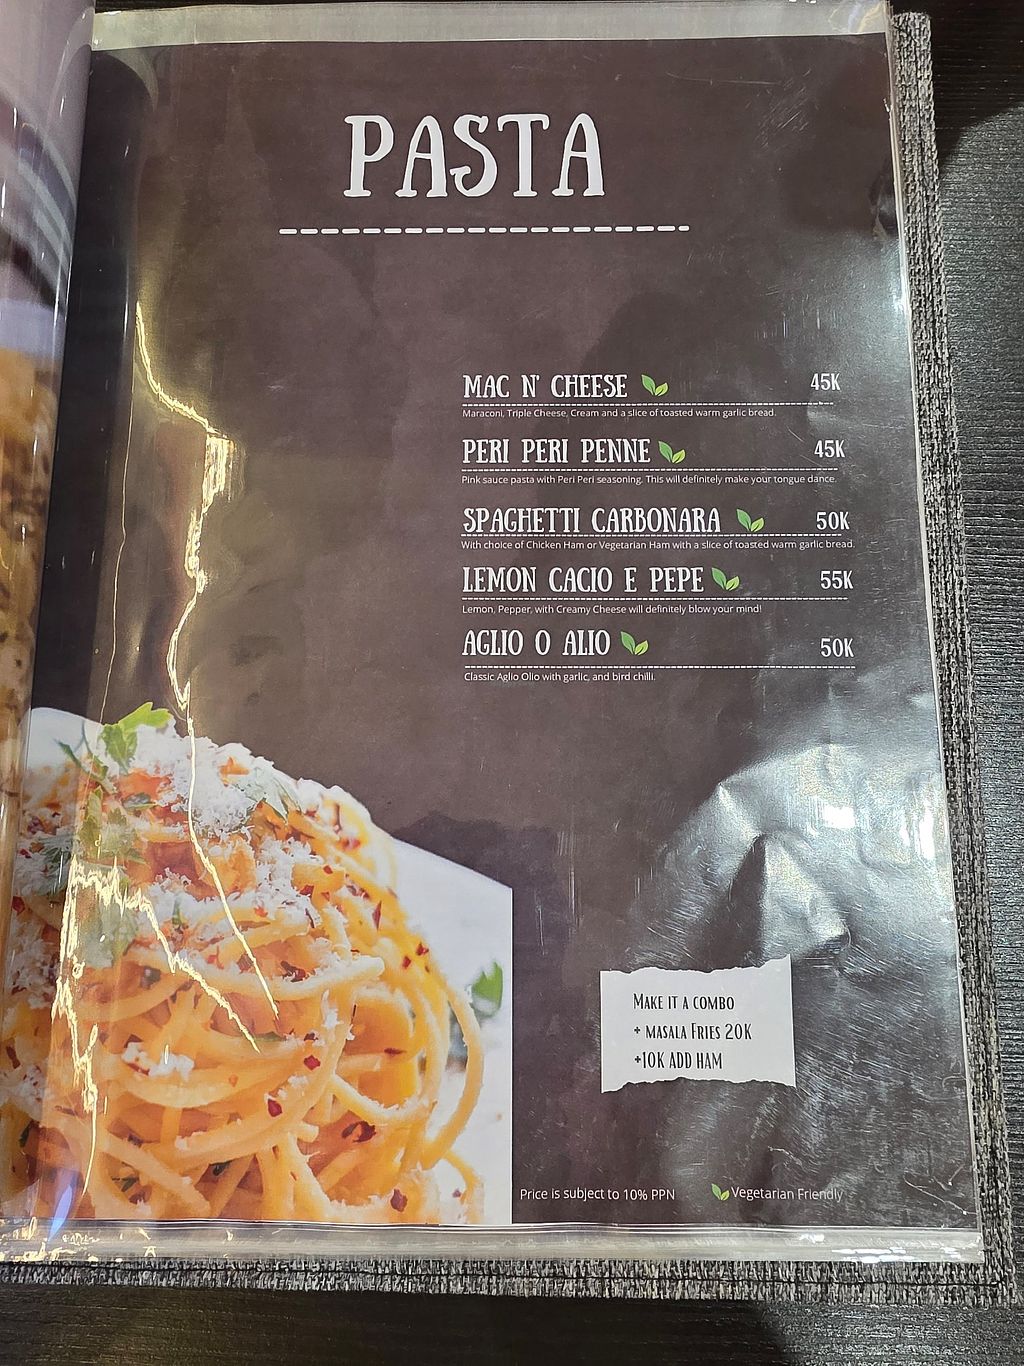 PASTA
MAC N' CHEESE 45K
Maraconi, Triple Cheese, Cream and a slice of toasted warm garlic bread.
PERI PERI PENNE 45K
Pink sauce pasta with Peri Peri seasoning. This will definitely make your tongue dance.
SPAGHETTI CARBONARA 50K
With choice of Chicken Ham or Vegetarian Ham with a slice of toasted warm garlic bread.
LEMON CACIO E PEPE 55K
Lemon, Pepper, with Creamy Cheese will definitely blow your mind!
AGLIO O ALIO 50K
Classic Aglio Olio with garlic, and bird chilli.
MAKE IT A COMBO
+ MASALA FRIES 20K
+10K ADD HAM
Price is subject to 10% PPN Vegetarian Friendly